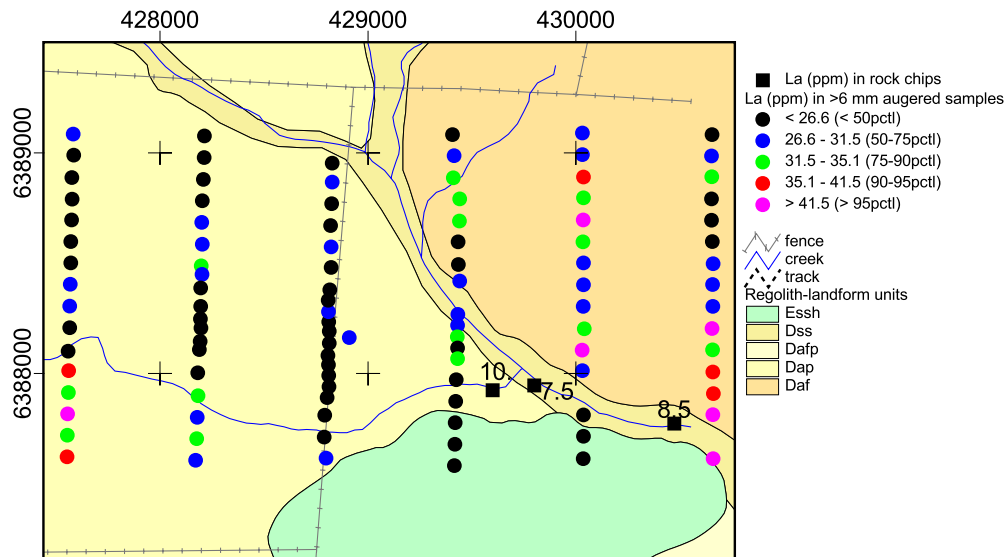 428000 429000 430000
6389000
6388000
10.
7.5
8.5
La (ppm) in rock chips
La (ppm) in >6 mm augered samples
< 26.6 (< 50pctl)
26.6 - 31.5 (50-75pctl)
31.5 - 35.1 (75-90pctl)
35.1 - 41.5 (90-95pctl)
> 41.5 (> 95pctl)
fence
creek
track
Regolith-landform units
Essh
Dss
Dafp
Dap
Daf